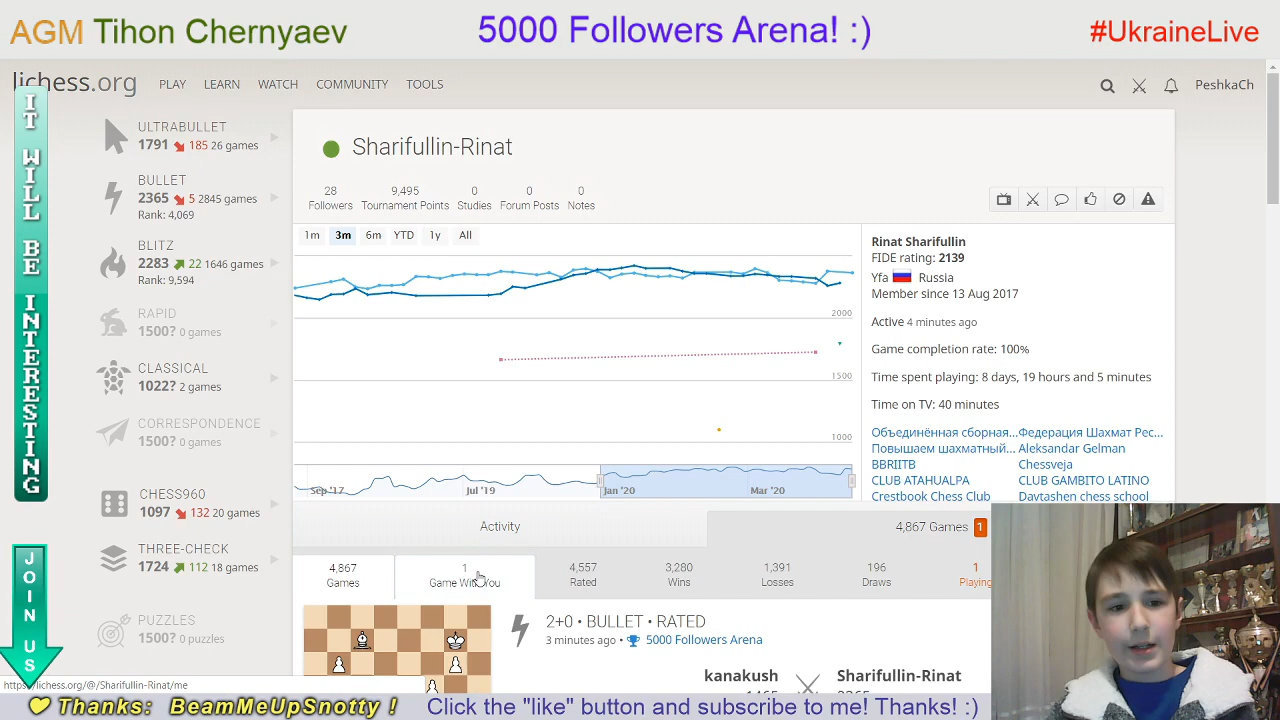 AGM Tihon Chernyaev
5000 Followers Arena! :)
#UkraineLive
lichess.org
PLAY LEARN WATCH COMMUNITY TOOLS
PeshkaCh
IT WILL BE INTERESTING
JOIN US
ULTRABULLET
1791 185 26 games
BULLET
2365 5 2845 games
Rank: 4,069
BLITZ
2283 22 1646 games
Rank: 9,594
RAPID
1500? 0 games
CLASSICAL
1022? 2 games
CORRESPONDENCE
1500? 0 games
CHESS960
1097 132 20 games
THREE-CHECK
1724 112 18 games
PUZZLES
1500? 0 puzzles
https://lichess.org/@/Sharifullin-Rinat/me
Sharifullin-Rinat
28 9,495 0 0 0
Followers Tournament Points Studies Forum Posts Notes
1m 3m 6m YTD 1y All
2000
1500
1000
Sep '17 Jul '19 Jan '20 Mar '20
Rinat Sharifullin
FIDE rating: 2139
Yfa Russia
Member since 13 Aug 2017
Active 4 minutes ago
Game completion rate: 100%
Time spent playing: 8 days, 19 hours and 5 minutes
Time on TV: 40 minutes
Объединённая сборная... Федерация Шахмат Рес...
Повышаем шахматный... Aleksandar Gelman
BBRIITB Chessveja
CLUB ATAHUALPA CLUB GAMBITO LATINO
Crestbook Chess Club Davtashen chess school
Activity
4,867 Games 1
4,867 1 4,557 3,280 1,391 196 1
Games Game With You Rated Wins Losses Draws Playing
2+0 • BULLET • RATED
3 minutes ago • 5000 Followers Arena
kanakush Sharifullin-Rinat
1465 2365
Thanks: BeamMeUpSnotty !
Click the "like" button and subscribe to me! Thanks! :)